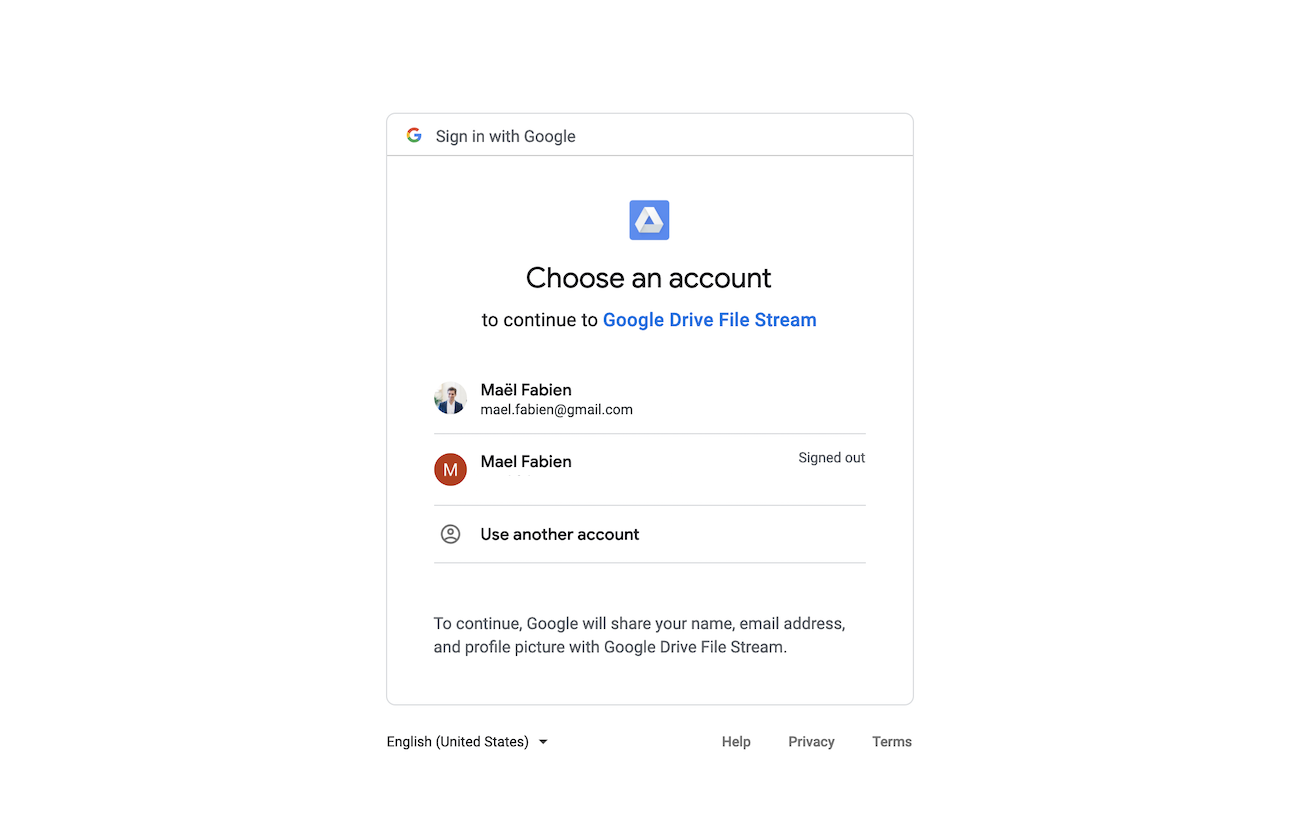 Sign in with Google
Choose an account
to continue to Google Drive File Stream
Maël Fabien
mael.fabien@gmail.com
M
Mael Fabien
Signed out
Use another account
To continue, Google will share your name, email address,
and profile picture with Google Drive File Stream.
English (United States)
Help
Privacy
Terms